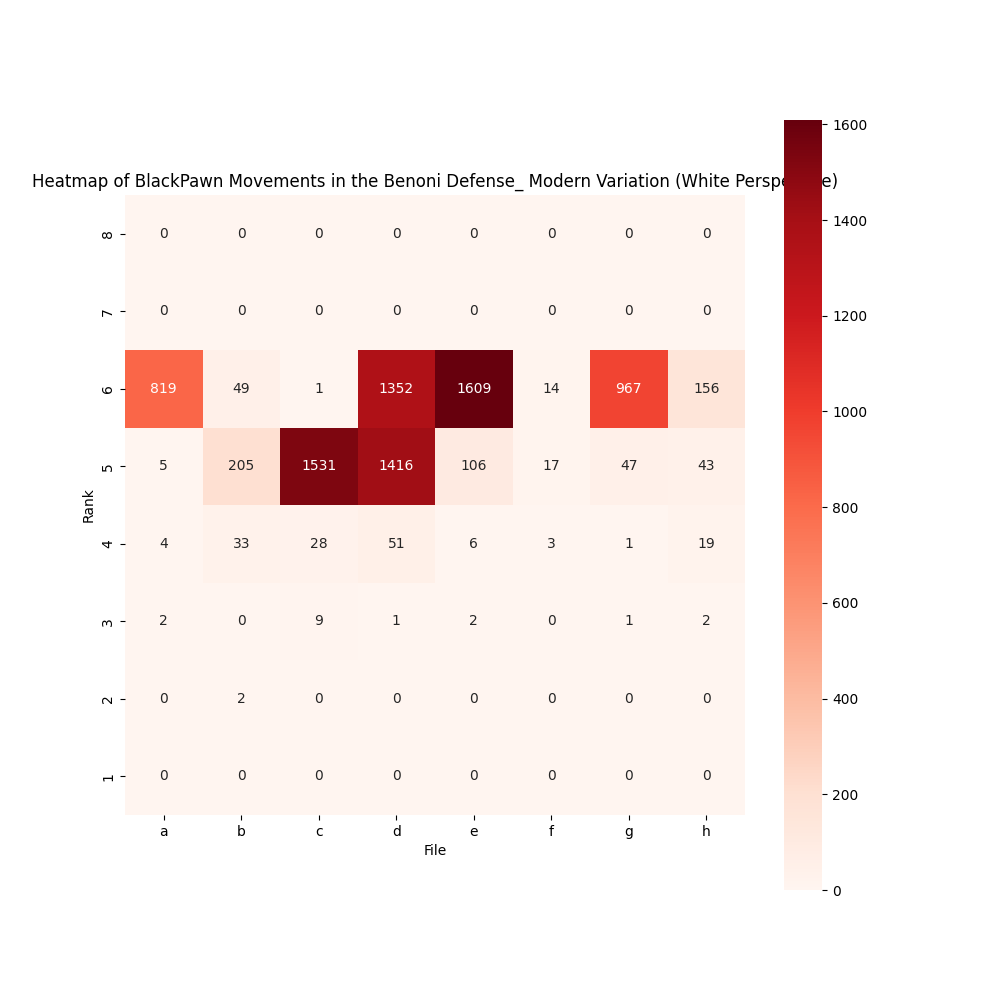 Heatmap of BlackPawn Movements in the Benoni Defense_ Modern Variation (White Perspe e)
8 0 0 0 0 0 0 0 0
7 0 0 0 0 0 0 0 0
6 819 49 1 1352 1609 14 967 156
5 5 205 1531 1416 106 17 47 43
4 4 33 28 51 6 3 1 19
3 2 0 9 1 2 0 1 2
2 0 2 0 0 0 0 0 0
1 0 0 0 0 0 0 0 0
a b c d e f g h
File
Rank
1600
1400
1200
1000
800
600
400
200
0